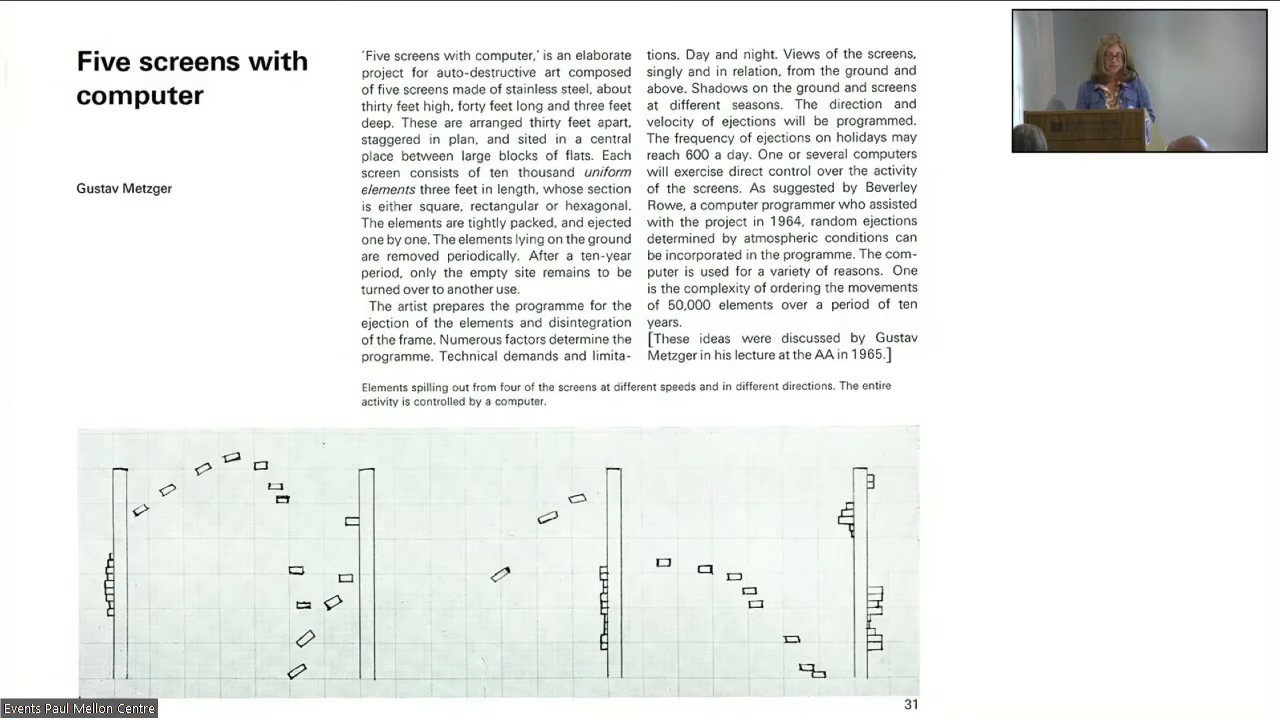 Five screens with
computer
Gustav Metzger
'Five screens with computer,' is an elaborate
project for auto-destructive art composed
of five screens made of stainless steel, about
thirty feet high, forty feet long and three feet
deep. These are arranged thirty feet apart,
staggered in plan, and sited in a central
place between large blocks of flats. Each
screen consists of ten thousand uniform
elements three feet in length, whose section
is either square, rectangular or hexagonal.
The elements are tightly packed, and ejected
one by one. The elements lying on the ground
are removed periodically. After a ten-year
period, only the empty site remains to be
turned over to another use.
The artist prepares the programme for the
ejection of the elements and disintegration
of the frame. Numerous factors determine the
programme. Technical demands and limita-
tions. Day and night. Views of the screens,
singly and in relation, from the ground and
above. Shadows on the ground and screens
at different seasons. The direction and
velocity of ejections will be programmed.
The frequency of ejections on holidays may
reach 600 a day. One or several computers
will exercise direct control over the activity
of the screens. As suggested by Beverley
Rowe, a computer programmer who assisted
with the project in 1964, random ejections
determined by atmospheric conditions can
be incorporated in the programme. The com-
puter is used for a variety of reasons. One
is the complexity of ordering the movements
of 50,000 elements over a period of ten
years.
[These ideas were discussed by Gustav
Metzger in his lecture at the AA in 1965.]
Elements spilling out from four of the screens at different speeds and in different directions. The entire
activity is controlled by a computer.
31
Events Paul Mellon Centre